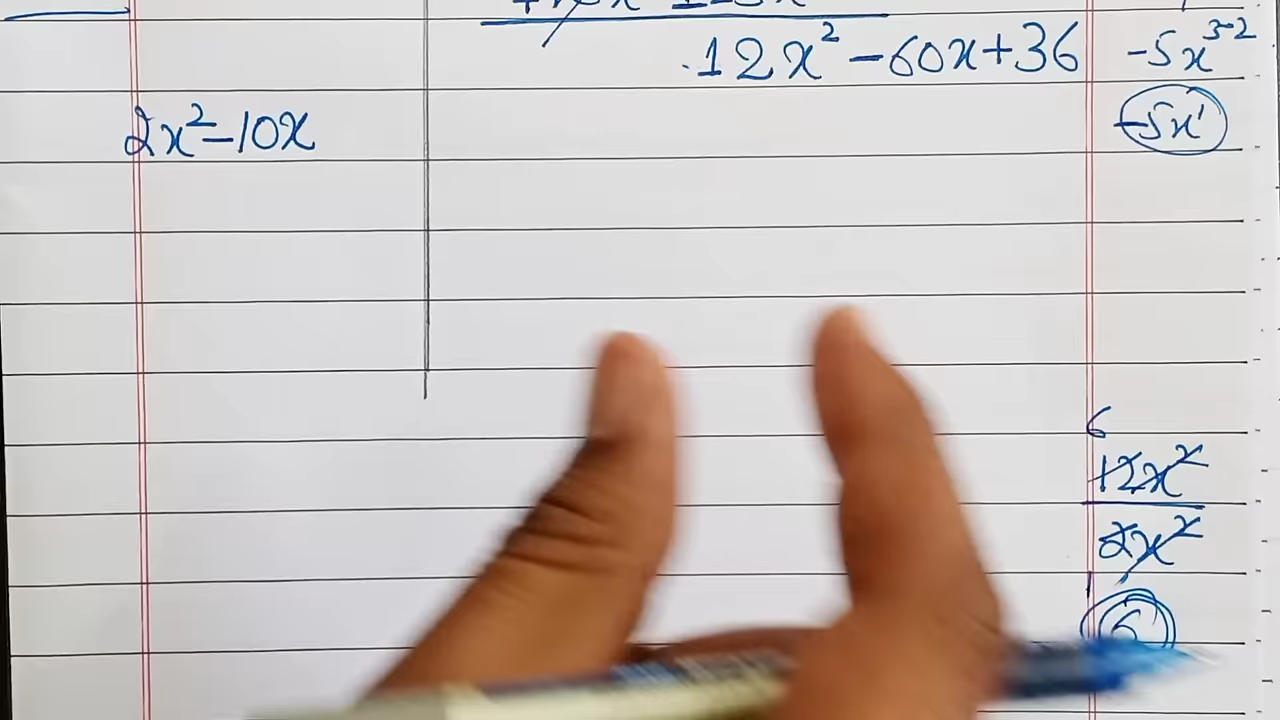 12x² -60x+36
-5x³⁻²
2x²-10x
-5x¹
6
12x²
2x²
6